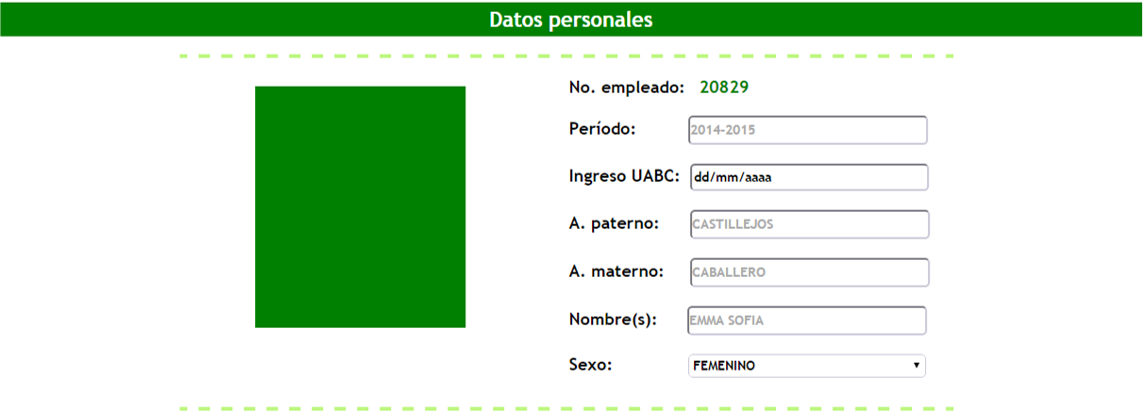 Datos personales
No. empleado: 20829
Período: 2014-2015
Ingreso UABC: dd/mm/aaaa
A. paterno: CASTILLEJOS
A. materno: CABALLERO
Nombre(s): EMMA SOFIA
Sexo: FEMENINO